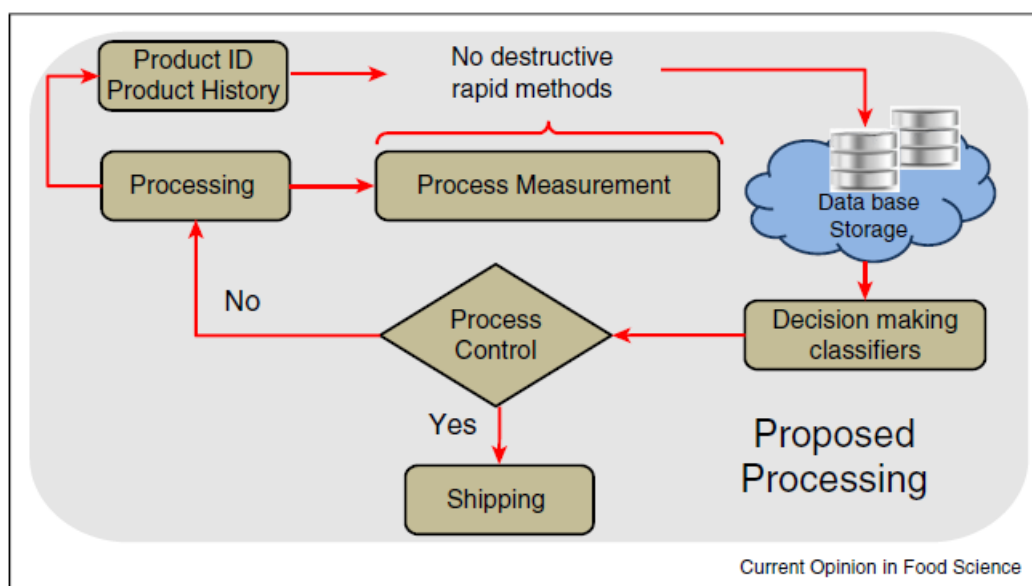 Product ID
Product History
No destructive
rapid methods
Processing
Process Measurement
Data base
Storage
No
Process
Control
Decision making
classifiers
Yes
Shipping
Proposed
Processing
Current Opinion in Food Science